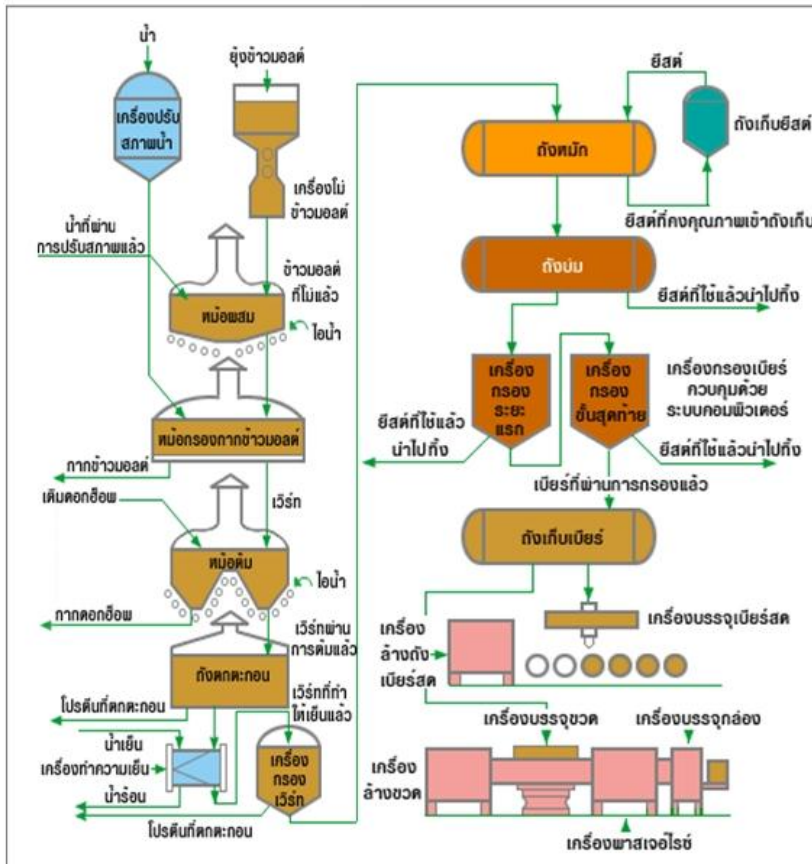 น้ำ
ยุ้งข้าวมอลต์
เครื่องปรับ
สภาพน้ำ
เครื่องโม่
ข้าวมอลต์
น้ำที่ผ่าน
การปรับสภาพแล้ว
ข้าวมอลต์
ที่โม่แล้ว
หม้อผสม
ไอน้ำ
หม้อกรองกากข้าวมอลต์
กากข้าวมอลต์
เวิร์ท
เติมดอกฮ็อพ
หม้อต้ม
ไอน้ำ
กากดอกฮ็อพ
เวิร์ทผ่าน
การต้มแล้ว
ถังตกตะกอน
โปรตีนที่ตกตะกอน
เวิร์ทที่ทำ
ให้เย็นแล้ว
น้ำเย็น
เครื่องทำความเย็น
น้ำร้อน
เครื่อง
กรอง
เวิร์ท
โปรตีนที่ตกตะกอน
ยีสต์
ถังหมัก
ถังเก็บยีสต์
ยีสต์ที่คงคุณภาพเข้าถังเก็บ
ถังบ่ม
ยีสต์ที่ใช้แล้วนำไปทิ้ง
เครื่อง
กรอง
ระยะ
แรก
เครื่อง
กรอง
ขั้นสุดท้าย
เครื่องกรองเบียร์
ควบคุมด้วย
ระบบคอมพิวเตอร์
ยีสต์ที่ใช้แล้ว
นำไปทิ้ง
ยีสต์ที่ใช้แล้วนำไปทิ้ง
เบียร์ที่ผ่านการกรองแล้ว
ถังเก็บเบียร์
เครื่องบรรจุเบียร์สด
เครื่อง
ล้างถัง
เบียร์สด
เครื่องบรรจุขวด
เครื่องบรรจุกล่อง
เครื่อง
ล้างขวด
เครื่องพาสเจอไรซ์